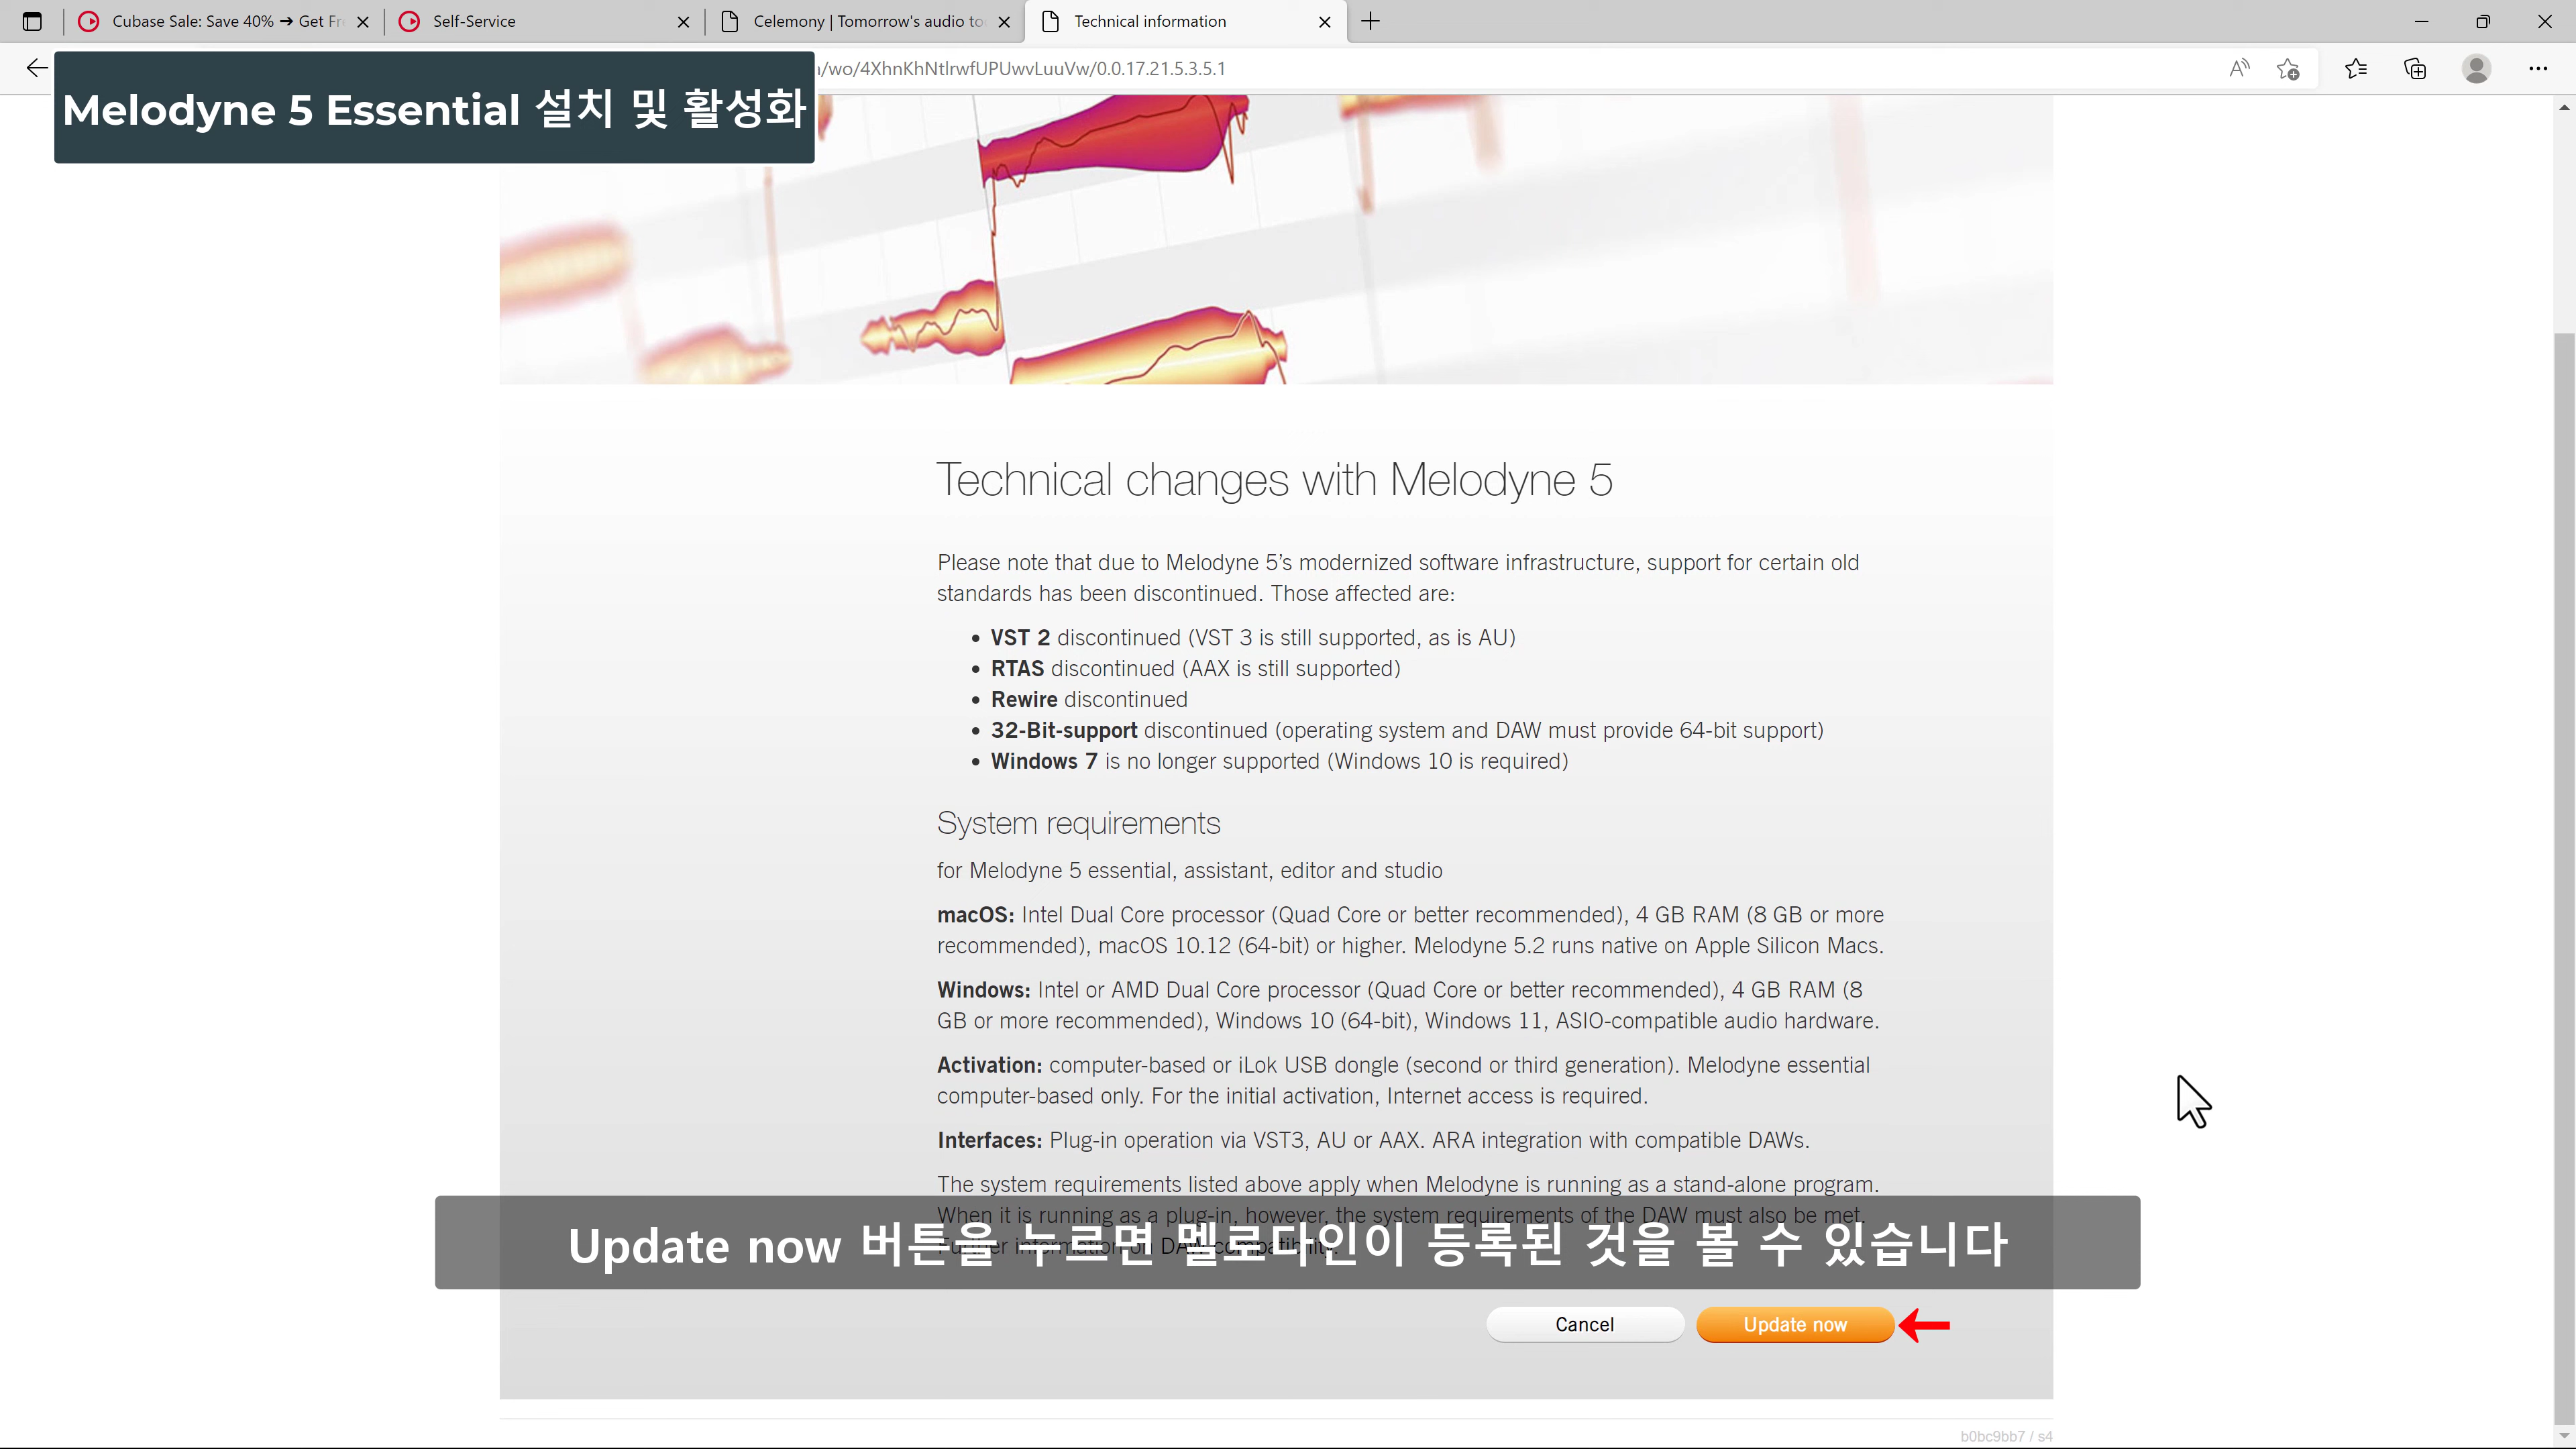 Cubase Sale: Save 40% ➔ Get Fr
Self-Service
Celemony | Tomorrow's audio to
Technical information
/wo/4XhnKhNtlrwfUPUwvLuuVw/0.0.17.21.5.3.5.1
Melodyne 5 Essential 설치 및 활성화
Technical changes with Melodyne 5
Please note that due to Melodyne 5’s modernized software infrastructure, support for certain old
standards has been discontinued. Those affected are:
• VST 2 discontinued (VST 3 is still supported, as is AU)
• RTAS discontinued (AAX is still supported)
• Rewire discontinued
• 32-Bit-support discontinued (operating system and DAW must provide 64-bit support)
• Windows 7 is no longer supported (Windows 10 is required)
System requirements
for Melodyne 5 essential, assistant, editor and studio
macOS: Intel Dual Core processor (Quad Core or better recommended), 4 GB RAM (8 GB or more
recommended), macOS 10.12 (64-bit) or higher. Melodyne 5.2 runs native on Apple Silicon Macs.
Windows: Intel or AMD Dual Core processor (Quad Core or better recommended), 4 GB RAM (8
GB or more recommended), Windows 10 (64-bit), Windows 11, ASIO-compatible audio hardware.
Activation: computer-based or iLok USB dongle (second or third generation). Melodyne essential
computer-based only. For the initial activation, Internet access is required.
Interfaces: Plug-in operation via VST3, AU or AAX. ARA integration with compatible DAWs.
The system requirements listed above apply when Melodyne is running as a stand-alone program.
When it is running as a plug-in, however, the system requirements of the DAW must also be met.
Further information on DAW compatibility.
Update now 버튼을 누르면 멜로다인이 등록된 것을 볼 수 있습니다
Cancel
Update now
b0bc9bb7 / s4